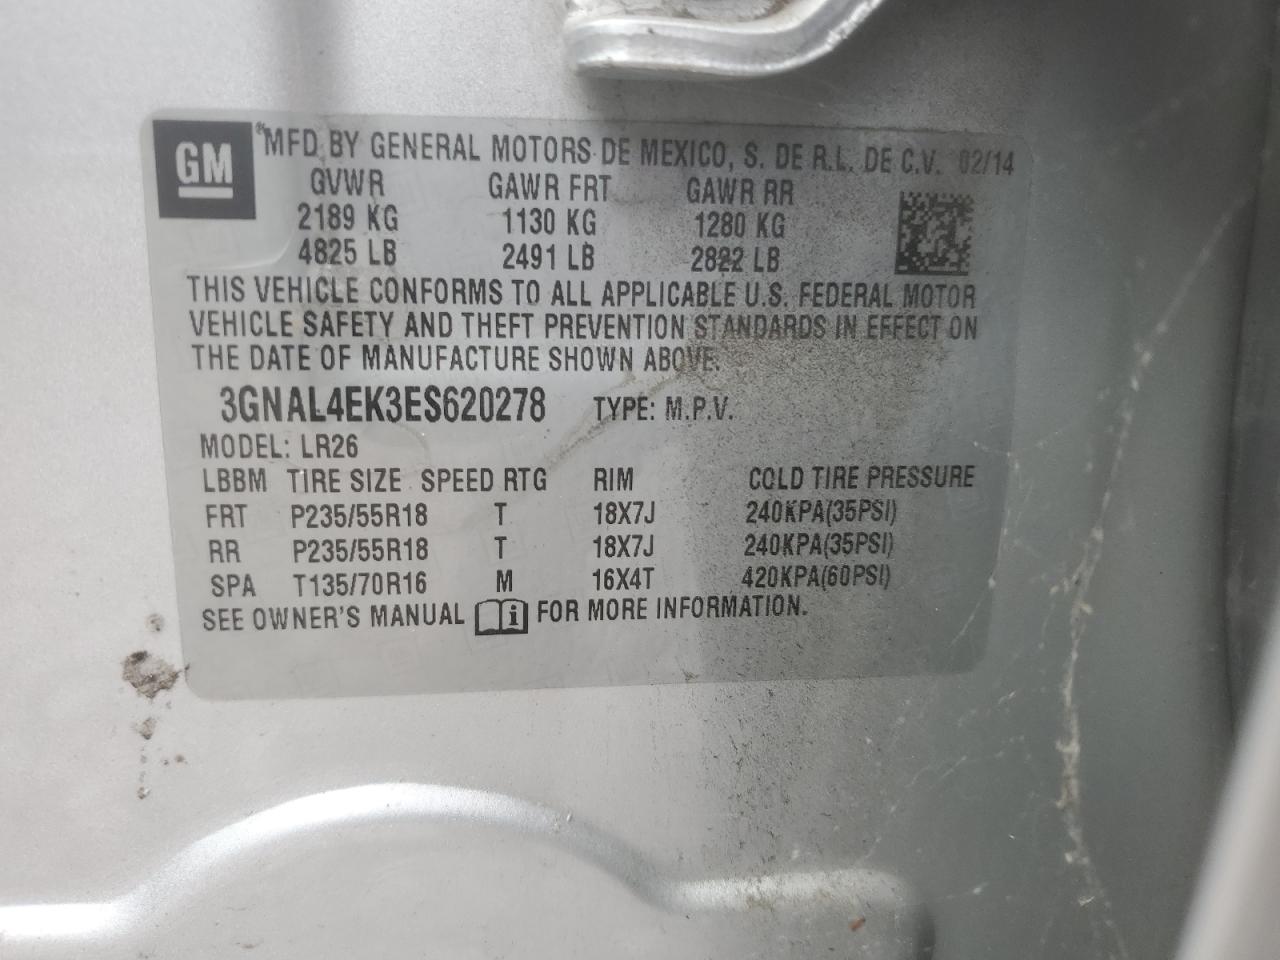 GM
MFD BY GENERAL MOTORS DE MEXICO, S. DE R.L. DE C.V. 02/14
GVWR GAWR FRT GAWR RR
2189 KG 1130 KG 1280 KG
4825 LB 2491 LB 2822 LB
THIS VEHICLE CONFORMS TO ALL APPLICABLE U.S. FEDERAL MOTOR
VEHICLE SAFETY AND THEFT PREVENTION STANDARDS IN EFFECT ON
THE DATE OF MANUFACTURE SHOWN ABOVE.
3GNAL4EK3ES620278 TYPE: M.P.V.
MODEL: LR26
LBBM TIRE SIZE SPEED RTG RIM COLD TIRE PRESSURE
FRT P235/55R18 T 18X7J 240KPA(35PSI)
RR P235/55R18 T 18X7J 240KPA(35PSI)
SPA T135/70R16 M 16X4T 420KPA(60PSI)
SEE OWNER'S MANUAL i FOR MORE INFORMATION.